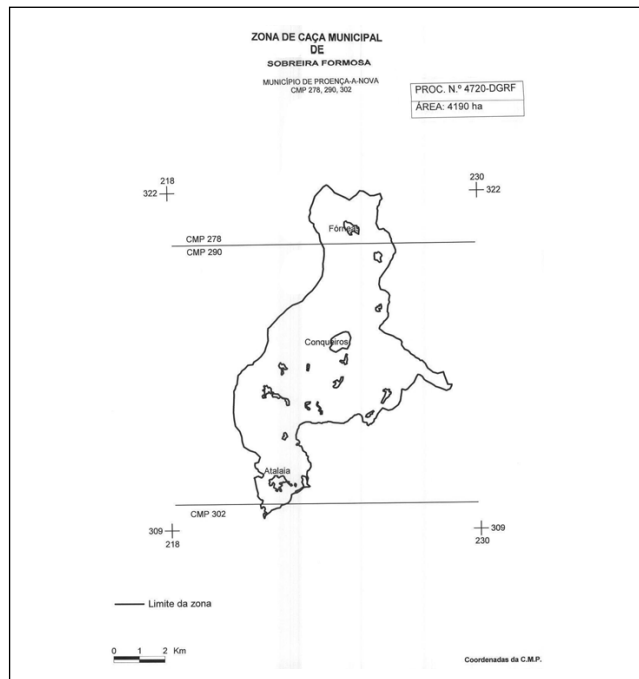 ZONA DE CAÇA MUNICIPAL
DE
SOBREIRA FORMOSA
MUNICÍPIO DE PROENÇA-A-NOVA
CMP 278, 290, 302
PROC. N.º 4720-DGRF
ÁREA: 4190 ha
218
322
230
322
Fórneas
CMP 278
CMP 290
Conqueiros
Atalaia
CMP 302
309
218
309
230
Limite da zona
0 1 2 Km
Coordenadas da C.M.P.